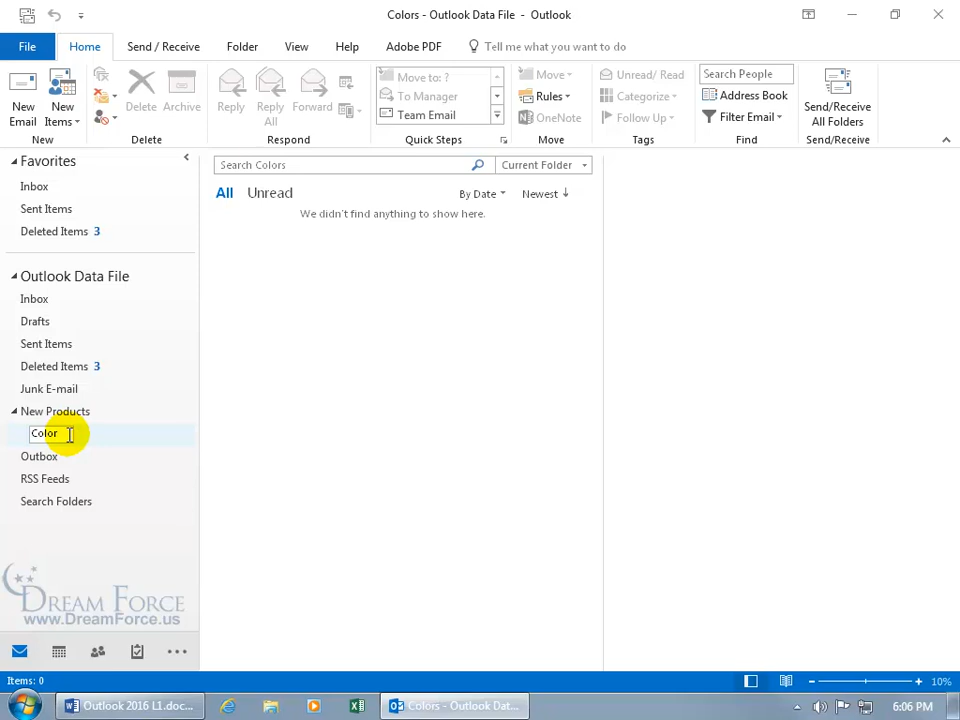 Colors - Outlook Data File - Outlook
File Home Send / Receive Folder View Help Adobe PDF Tell me what you want to do
New Email
New Items
New
Delete
Archive
Delete
Reply
Reply All
Forward
Respond
Move to: ?
To Manager
Team Email
Quick Steps
Move
Rules
OneNote
Move
Unread/ Read
Categorize
Follow Up
Tags
Search People
Address Book
Filter Email
Find
Send/Receive All Folders
Send/Receive
Favorites
Inbox
Sent Items
Deleted Items 3
Outlook Data File
Inbox
Drafts
Sent Items
Deleted Items 3
Junk E-mail
New Products
Color
Outbox
RSS Feeds
Search Folders
Search Colors
Current Folder
All Unread By Date Newest
We didn't find anything to show here.
DREAM FORCE
www.DreamForce.us
Items: 0
10%
Outlook 2016 L1.doc...
Colors - Outlook Dat...
6:06 PM